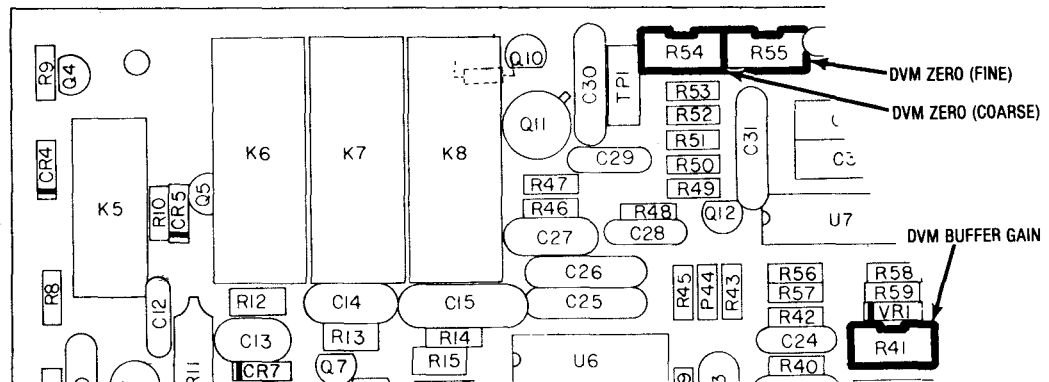 R54
R55
DVM ZERO (FINE)
DVM ZERO (COARSE)
R9
Q4
Q10
C30
TP1
R53
R52
R51
R50
R49
C31
Q11
C29
CR4
K5
K6
K7
K8
R10
CR5
Q5
R47
R46
C27
R48
C28
Q12
U7
DVM BUFFER GAIN
C26
C25
R45
P44
R43
R56
R57
R42
C24
R40
R58
R59
VR1
R41
R8
C12
R12
C14
C15
C13
R13
R14
R15
CR7
Q7
R11
U6